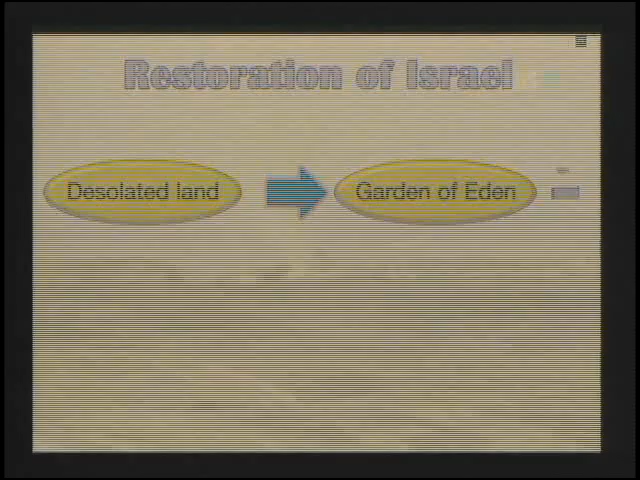 Restoration of Israel
Desolated land
Garden of Eden